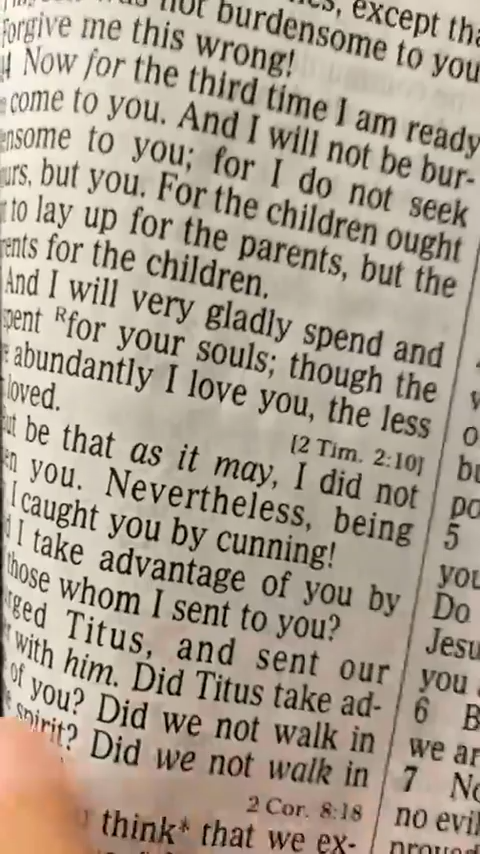 not burdensome to you
Forgive me this wrong!
Now for the third time I am ready
come to you. And I will not be bur-
ensome to you; for I do not seek
urs, but you. For the children ought
to lay up for the parents, but the
rents for the children.
And I will very gladly spend and
spent Rfor your souls; though the
abundantly I love you, the less
loved.
[2 Tim. 2:10]
ut be that as it may, I did not
en you. Nevertheless, being
I caught you by cunning!
I take advantage of you by
those whom I sent to you?
rged Titus, and sent our
with him. Did Titus take ad-
of you? Did we not walk in
spirit? Did we not walk in
2 Cor. 8:18
think* that we ex-
5
you
Do
Jesu
you
6 B
we ar
7 No
no evil